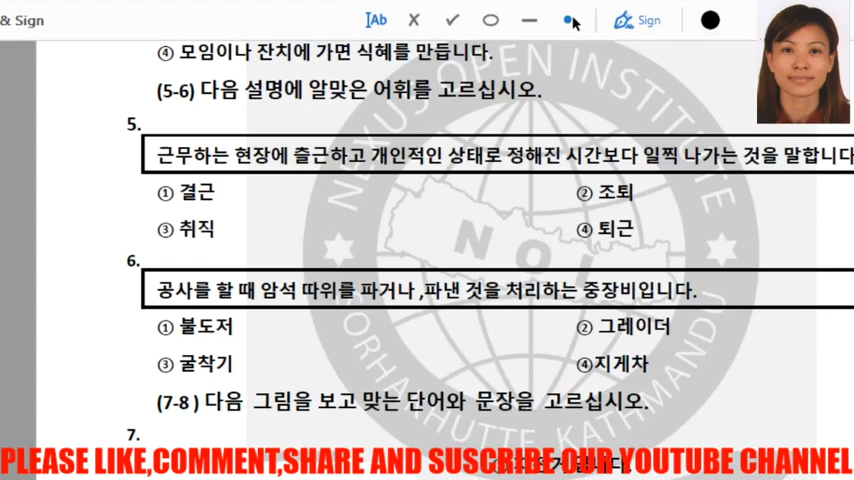 & Sign
Ab
Sign
④ 모임이나 잔치에 가면 식혜를 만듭니다.
(5-6) 다음 설명에 알맞은 어휘를 고르십시오.
5.
근무하는 현장에 출근하고 개인적인 상태로 정해진 시간보다 일찍 나가는 것을 말합니다
① 결근
② 조퇴
③ 취직
④ 퇴근
6.
공사를 할 때 암석 따위를 파거나 ,파낸 것을 처리하는 중장비입니다.
① 불도저
② 그레이더
③ 굴착기
④지게차
(7-8 ) 다음 그림을 보고 맞는 단어와 문장을 고르십시오.
7.
PLEASE LIKE,COMMENT,SHARE AND SUSCRIBE OUR YOUTUBE CHANNEL
NEXUS OPEN INSTITUTE
NOI
SORHAKHUTTE KATHMANDU